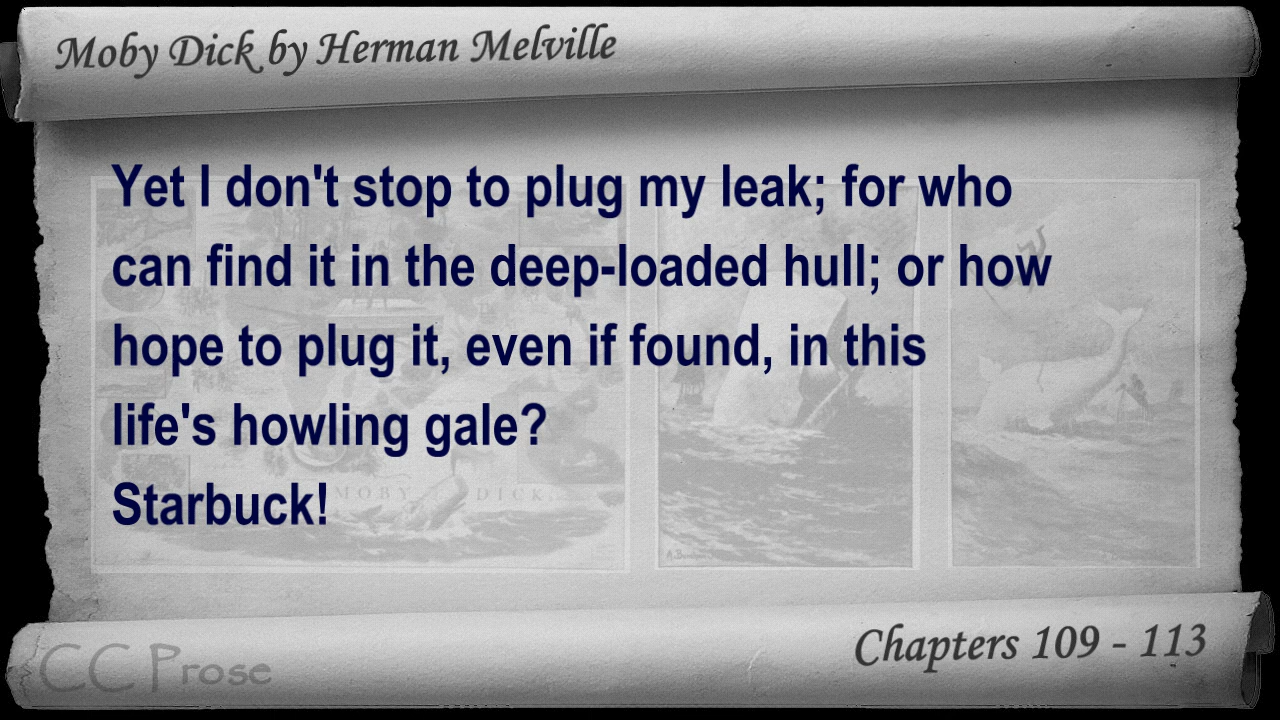 Moby Dick by Herman Melville
Yet I don't stop to plug my leak; for who
can find it in the deep-loaded hull; or how
hope to plug it, even if found, in this
life's howling gale?
Starbuck!
MOBY DICK
Chapters 109 - 113
CC Prose